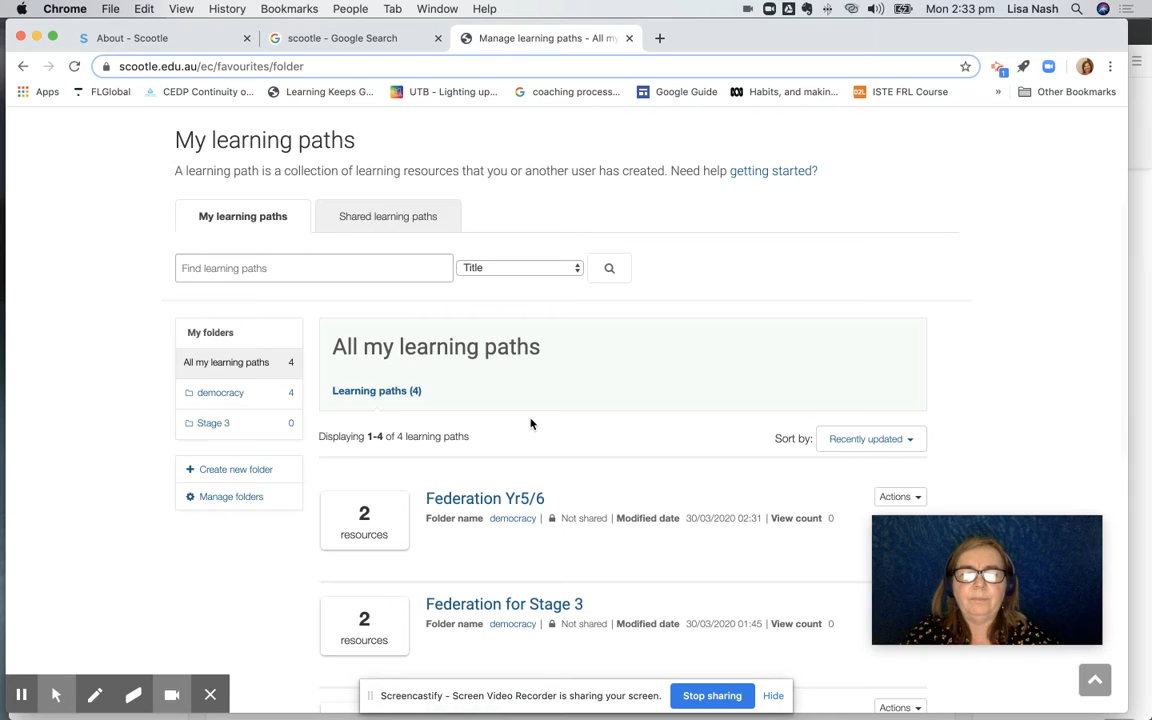 Chrome File Edit View History Bookmarks People Tab Window Help Mon 2:33 pm Lisa Nash
About - Scootle
scootle - Google Search
Manage learning paths - All my
scootle.edu.au/ec/favourites/folder
Apps FLGlobal CEDP Continuity o... Learning Keeps G... UTB - Lighting up... coaching process... Google Guide Habits, and makin... ISTE FRL Course » Other Bookmarks
My learning paths
A learning path is a collection of learning resources that you or another user has created. Need help getting started?
My learning paths Shared learning paths
Find learning paths Title
My folders
All my learning paths 4
democracy 4
Stage 3 0
Create new folder
Manage folders
All my learning paths
Learning paths (4)
Displaying 1-4 of 4 learning paths
Sort by: Recently updated
2 resources
Federation Yr5/6
Actions
Folder name democracy | Not shared | Modified date 30/03/2020 02:31 | View count 0
2 resources
Federation for Stage 3
Folder name democracy | Not shared | Modified date 30/03/2020 01:45 | View count 0
Actions
Screencastify - Screen Video Recorder is sharing your screen. Stop sharing Hide